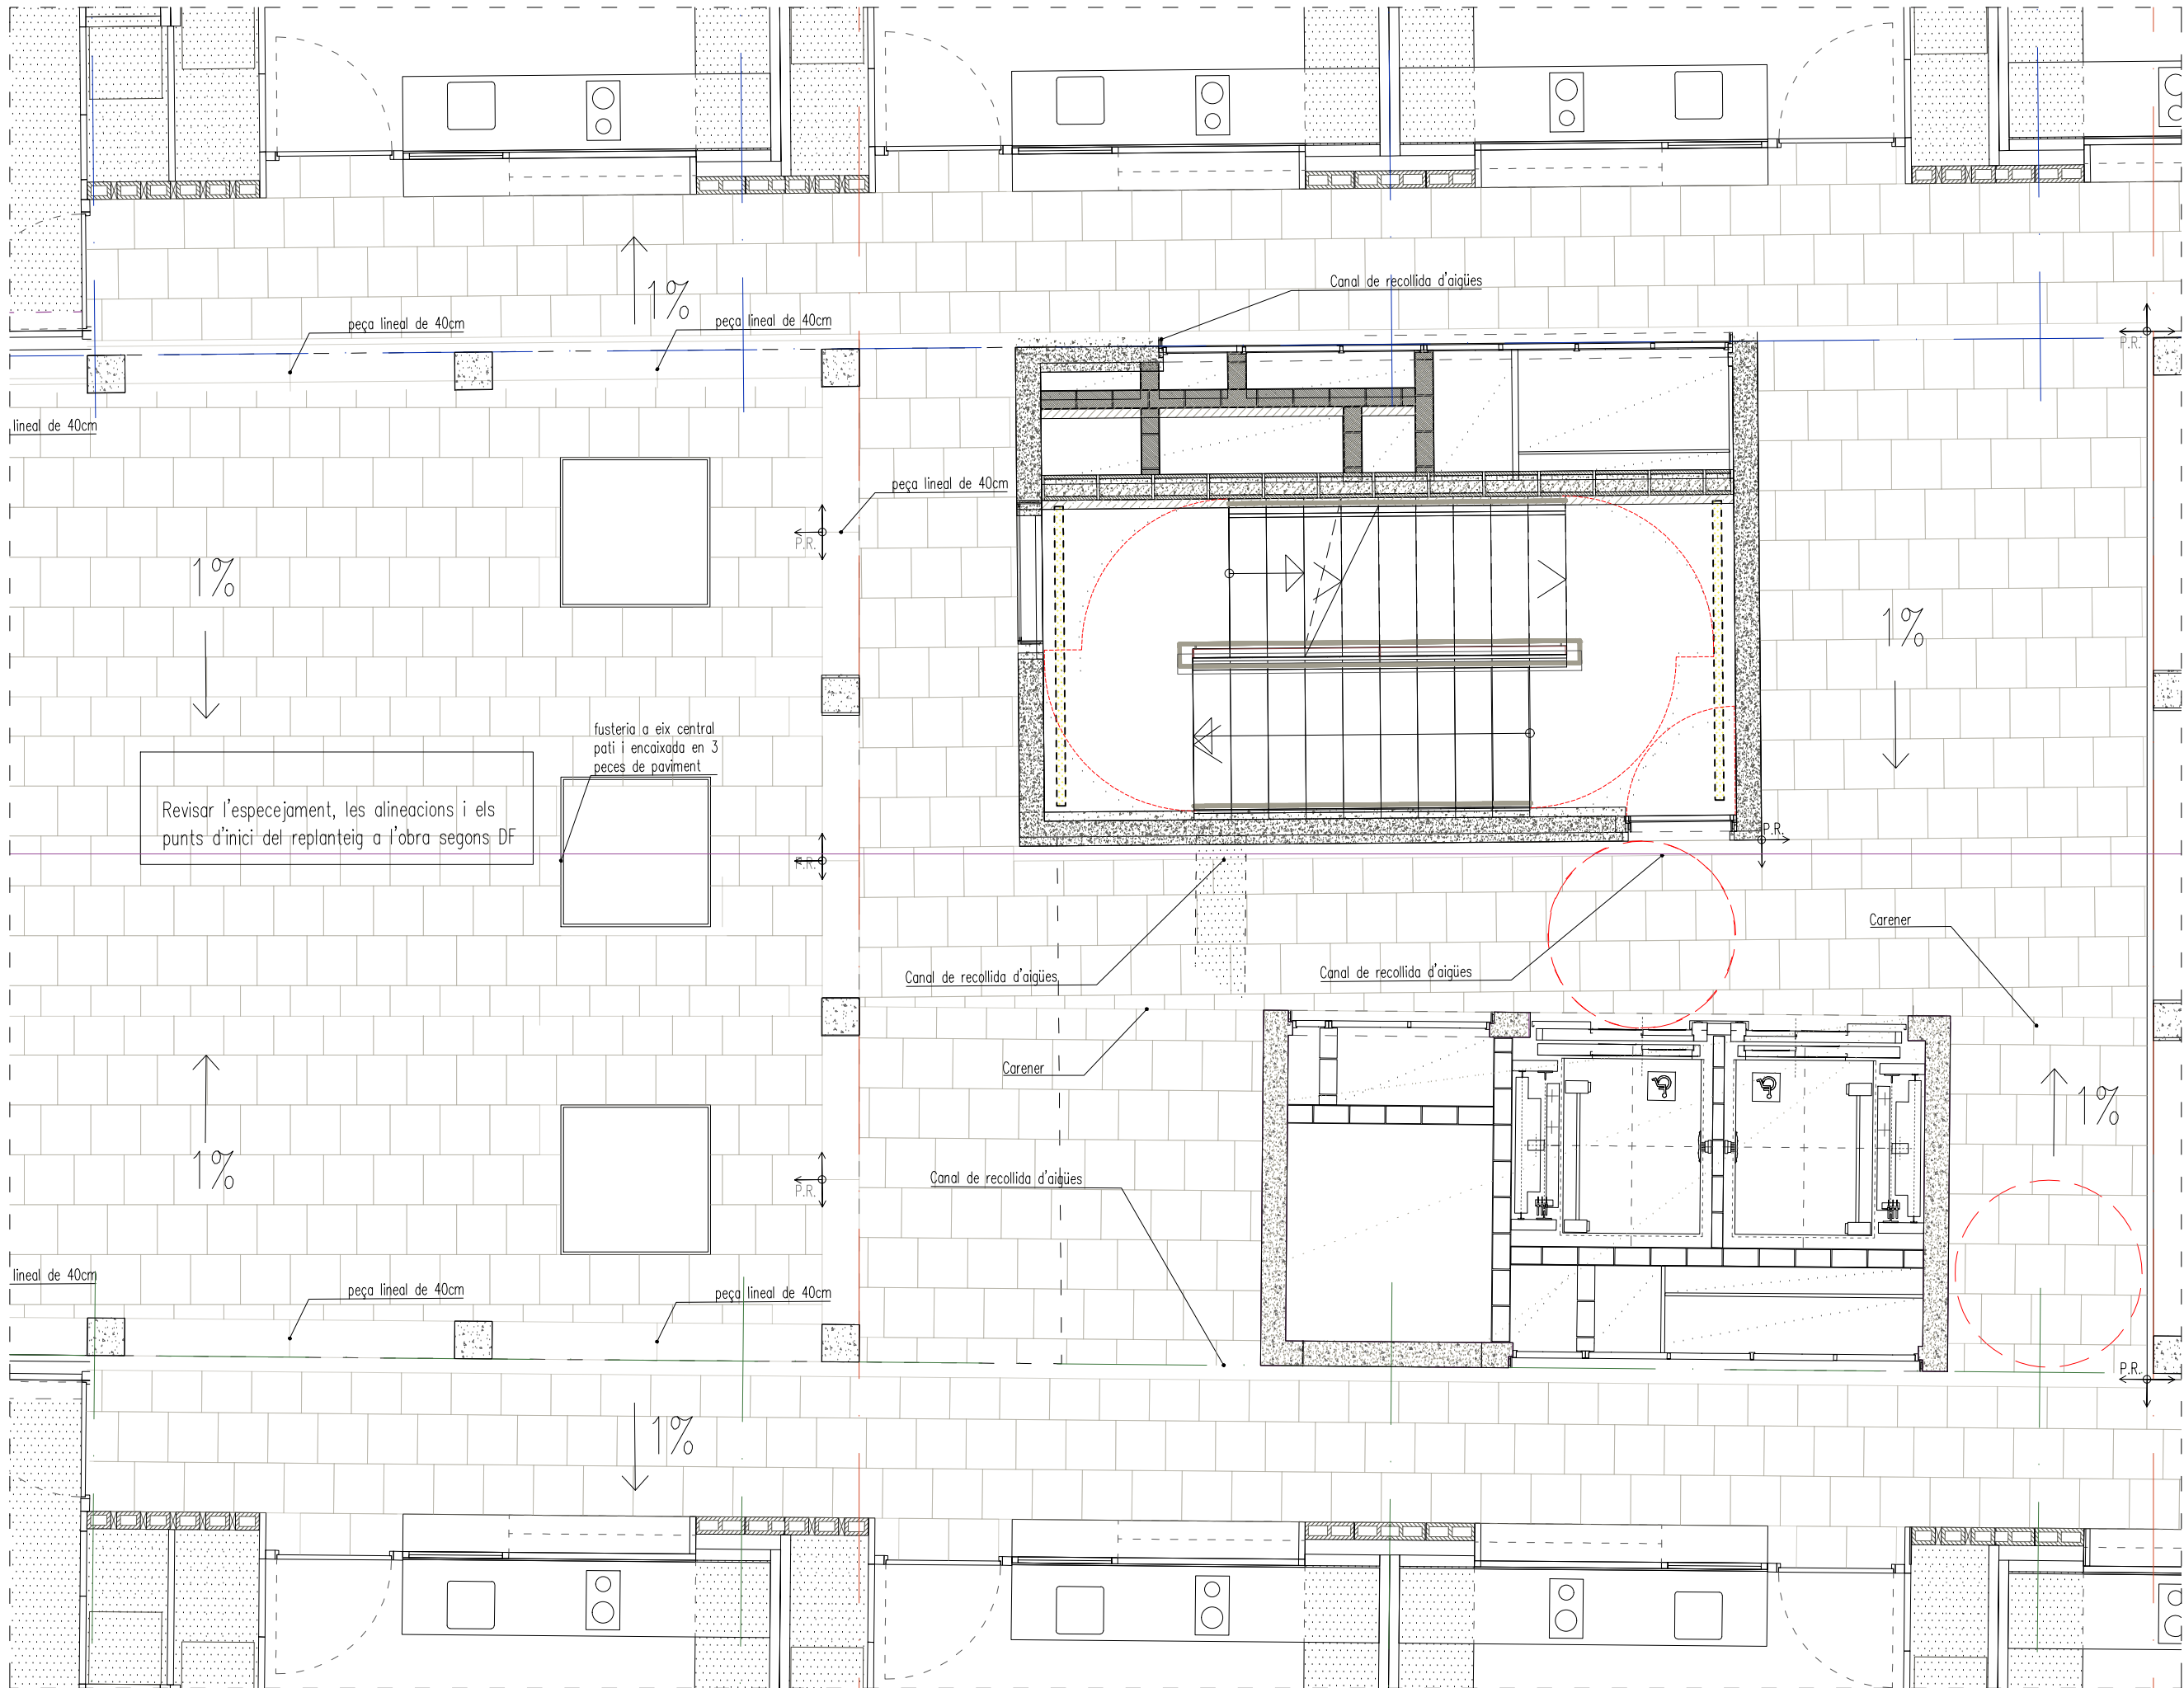 Canal de recollida d'aigües
1%
peça lineal de 40cm
peça lineal de 40cm
P.R.
lineal de 40cm
peça lineal de 40cm
P.R.
1%
1%
fusteria a eix central
pati i encaixada en 3
peces de paviment
Revisar l'especejament, les alineacions i els
punts d'inici del replanteig a l'obra segons DF
P.R.
P.R.
Carener
Canal de recollida d'aigües
Canal de recollida d'aigües
Carener
1%
1%
Canal de recollida d'aigües
P.R.
lineal de 40cm
peça lineal de 40cm
peça lineal de 40cm
P.R.
1%